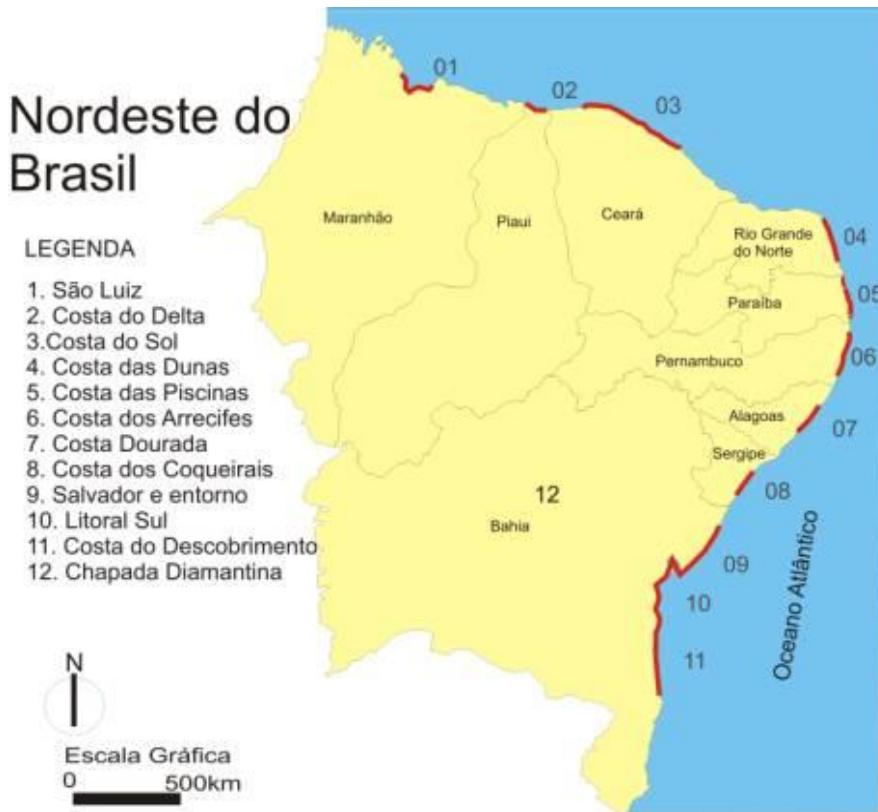 Nordeste do
Brasil
LEGENDA
1. São Luiz
2. Costa do Delta
3.Costa do Sol
4. Costa das Dunas
5. Costa das Piscinas
6. Costa dos Arrecifes
7. Costa Dourada
8. Costa dos Coqueirais
9. Salvador e entorno
10. Litoral Sul
11. Costa do Descobrimento
12. Chapada Diamantina
N
Escala Gráfica
0 500km
01
02
03
Maranhão
Piaui
Ceará
Rio Grande
do Norte
04
Paraíba
05
Pernambuco
06
Alagoas
07
Sergipe
08
12
Bahia
09
10
11
Oceano Atlântico